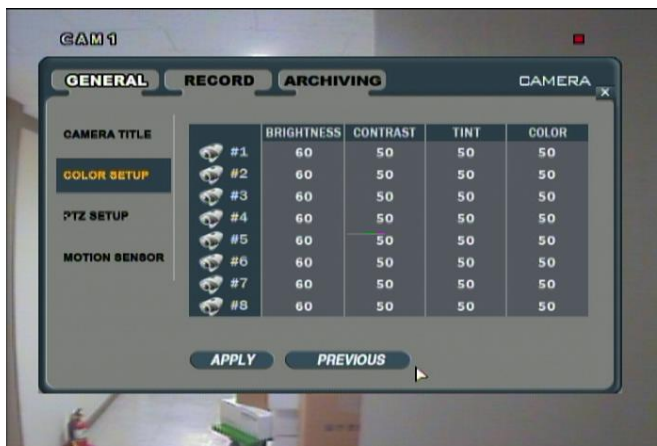 CAM 1
GENERAL RECORD ARCHIVING CAMERA
CAMERA TITLE
COLOR SETUP
PTZ SETUP
MOTION SENSOR
BRIGHTNESS CONTRAST TINT COLOR
#1 60 50 50 50
#2 60 50 50 50
#3 60 50 50 50
#4 60 50 50 50
#5 60 50 50 50
#6 60 50 50 50
#7 60 50 50 50
#8 60 50 50 50
APPLY PREVIOUS